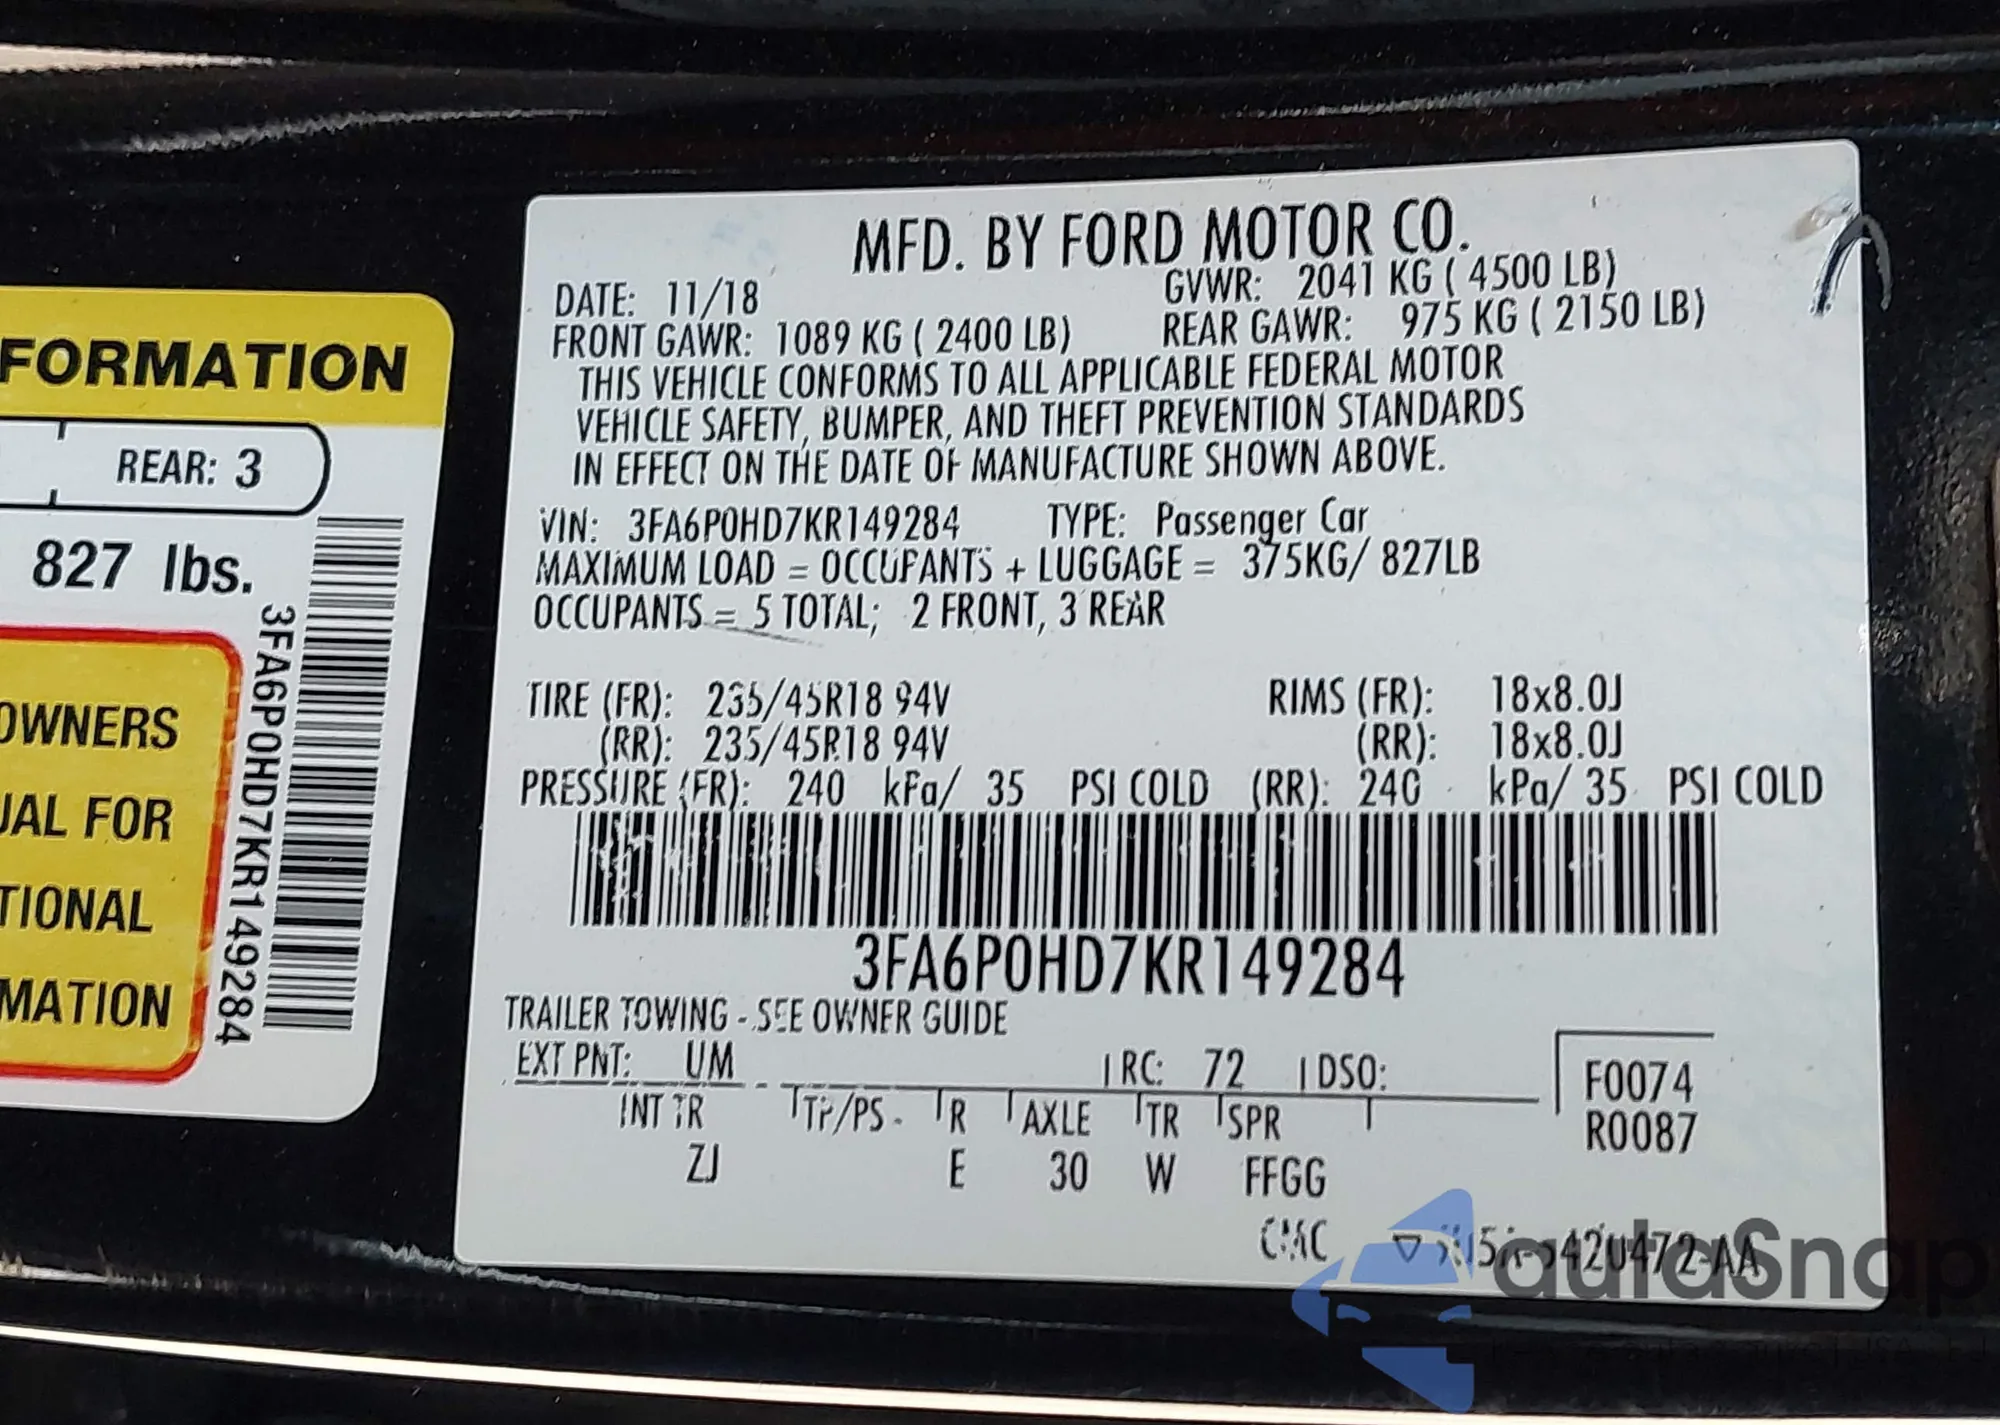 FORMATION
REAR: 3
827 lbs.
OWNERS
UAL FOR
TIONAL
MATION
3FA6P0HD7KR149284
MFD. BY FORD MOTOR CO.
DATE: 11/18 GVWR: 2041 KG ( 4500 LB)
FRONT GAWR: 1089 KG ( 2400 LB) REAR GAWR: 975 KG ( 2150 LB)
THIS VEHICLE CONFORMS TO ALL APPLICABLE FEDERAL MOTOR
VEHICLE SAFETY, BUMPER, AND THEFT PREVENTION STANDARDS
IN EFFECT ON THE DATE OF MANUFACTURE SHOWN ABOVE.
VIN: 3FA6P0HD7KR149284 TYPE: Passenger Car
MAXIMUM LOAD = OCCUPANTS + LUGGAGE = 375KG/ 827LB
OCCUPANTS = 5 TOTAL; 2 FRONT, 3 REAR
TIRE (FR): 235/45R18 94V RIMS (FR): 18x8.0J
(RR): 235/45R18 94V (RR): 18x8.0J
PRESSURE (FR): 240 kPa/ 35 PSI COLD (RR): 240 kPa/ 35 PSI COLD
3FA6P0HD7KR149284
TRAILER TOWING - SEE OWNER GUIDE
EXT PNT: UM RC: 72 DSO:
F0074
R0087
INT TR TP/PS R AXLE TR SPR
ZJ E 30 W FFGG
autoSnap